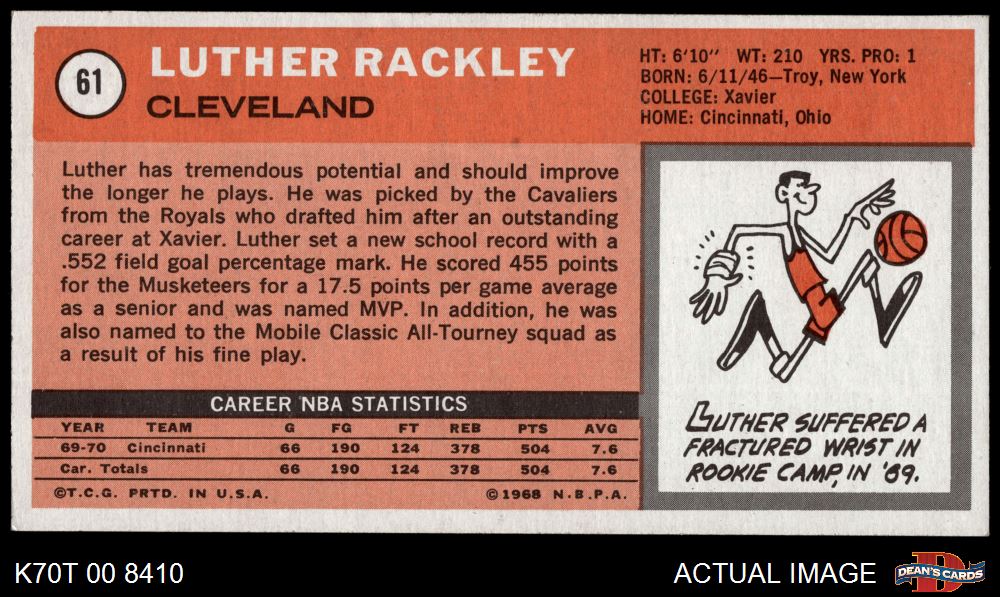 61
LUTHER RACKLEY
CLEVELAND
HT: 6'10" WT: 210 YRS. PRO: 1
BORN: 6/11/46—Troy, New York
COLLEGE: Xavier
HOME: Cincinnati, Ohio
Luther has tremendous potential and should improve
the longer he plays. He was picked by the Cavaliers
from the Royals who drafted him after an outstanding
career at Xavier. Luther set a new school record with a
.552 field goal percentage mark. He scored 455 points
for the Musketeers for a 17.5 points per game average
as a senior and was named MVP. In addition, he was
also named to the Mobile Classic All-Tourney squad as
a result of his fine play.
CAREER NBA STATISTICS
YEAR TEAM G FG FT REB PTS AVG
69-70 Cincinnati 66 190 124 378 504 7.6
Car. Totals 66 190 124 378 504 7.6
©T.C.G. PRTD. IN U.S.A. ©1968 N.B.P.A.
LUTHER SUFFERED A
FRACTURED WRIST IN
ROOKIE CAMP, IN '69.
K70T 00 8410
ACTUAL IMAGE
D
DEAN'S CARDS